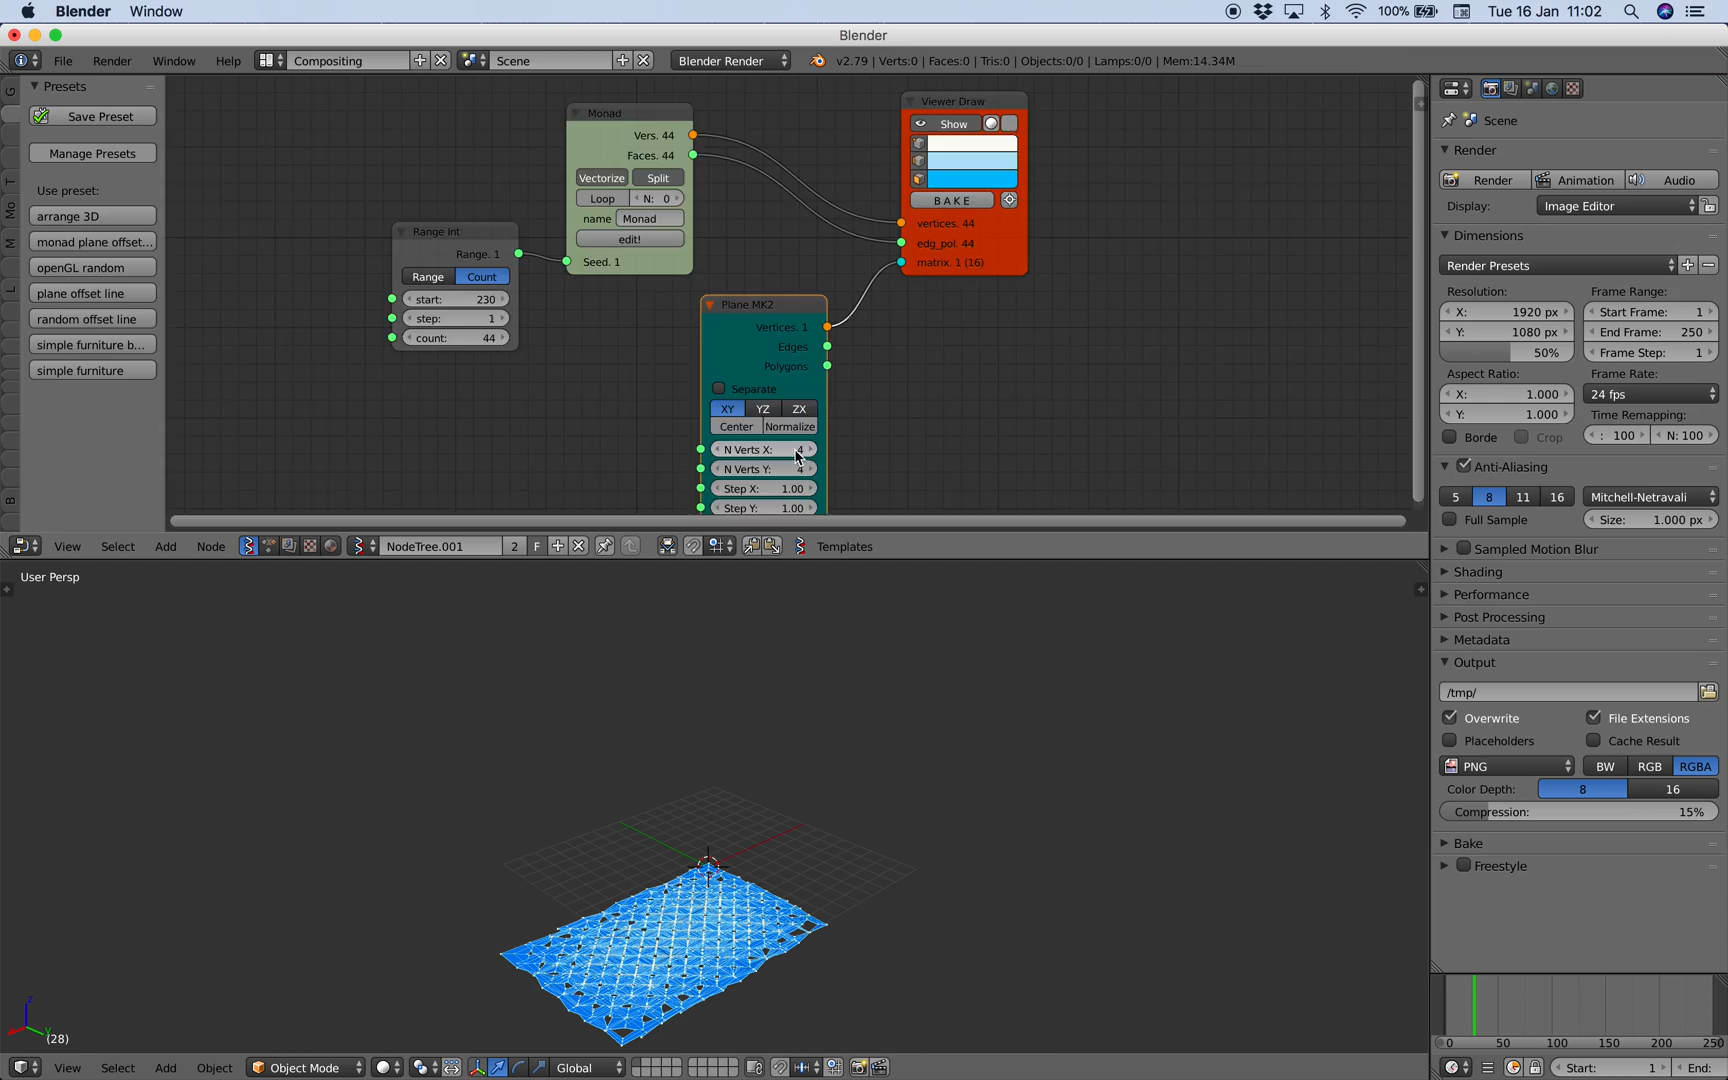 Blender Window 100% Tue 16 Jan 11:02
Blender
File Render Window Help Compositing Scene Blender Render v2.79 | Verts:0 | Faces:0 | Tris:0 | Objects:0/0 | Lamps:0/0 | Mem:14.34M
Presets
Save Preset
Manage Presets
Use preset:
arrange 3D
monad plane offset...
openGL random
plane offset line
random offset line
simple furniture b...
simple furniture
G
T
Mo
M
L
B
Range Int
Range. 1
Range Count
start: 230
step: 1
count: 44
Monad
Vers. 44
Faces. 44
Vectorize Split
Loop N: 0
name Monad
edit!
Seed. 1
Plane MK2
Vertices. 1
Edges
Polygons
Separate
XY YZ ZX
Center Normalize
N Verts X: 4
N Verts Y: 4
Step X: 1.00
Step Y: 1.00
Viewer Draw
Show
B A K E
vertices. 44
edg_pol. 44
matrix. 1 (16)
View Select Add Node NodeTree.001 2 F Templates
User Persp
z
y
(28)
View Select Add Object Object Mode Global
Scene
Render
Render Animation Audio
Display: Image Editor
Dimensions
Render Presets
Resolution: Frame Range:
X: 1920 px Start Frame: 1
Y: 1080 px End Frame: 250
50% Frame Step: 1
Aspect Ratio: Frame Rate:
X: 1.000 24 fps
Y: 1.000 Time Remapping:
Borde Crop : 100 N: 100
Anti-Aliasing
5 8 11 16 Mitchell-Netravali
Full Sample Size: 1.000 px
Sampled Motion Blur
Shading
Performance
Post Processing
Metadata
Output
/tmp/
Overwrite File Extensions
Placeholders Cache Result
PNG BW RGB RGBA
Color Depth: 8 16
Compression: 15%
Bake
Freestyle
0 50 100 150 200 250
Start: 1 End: